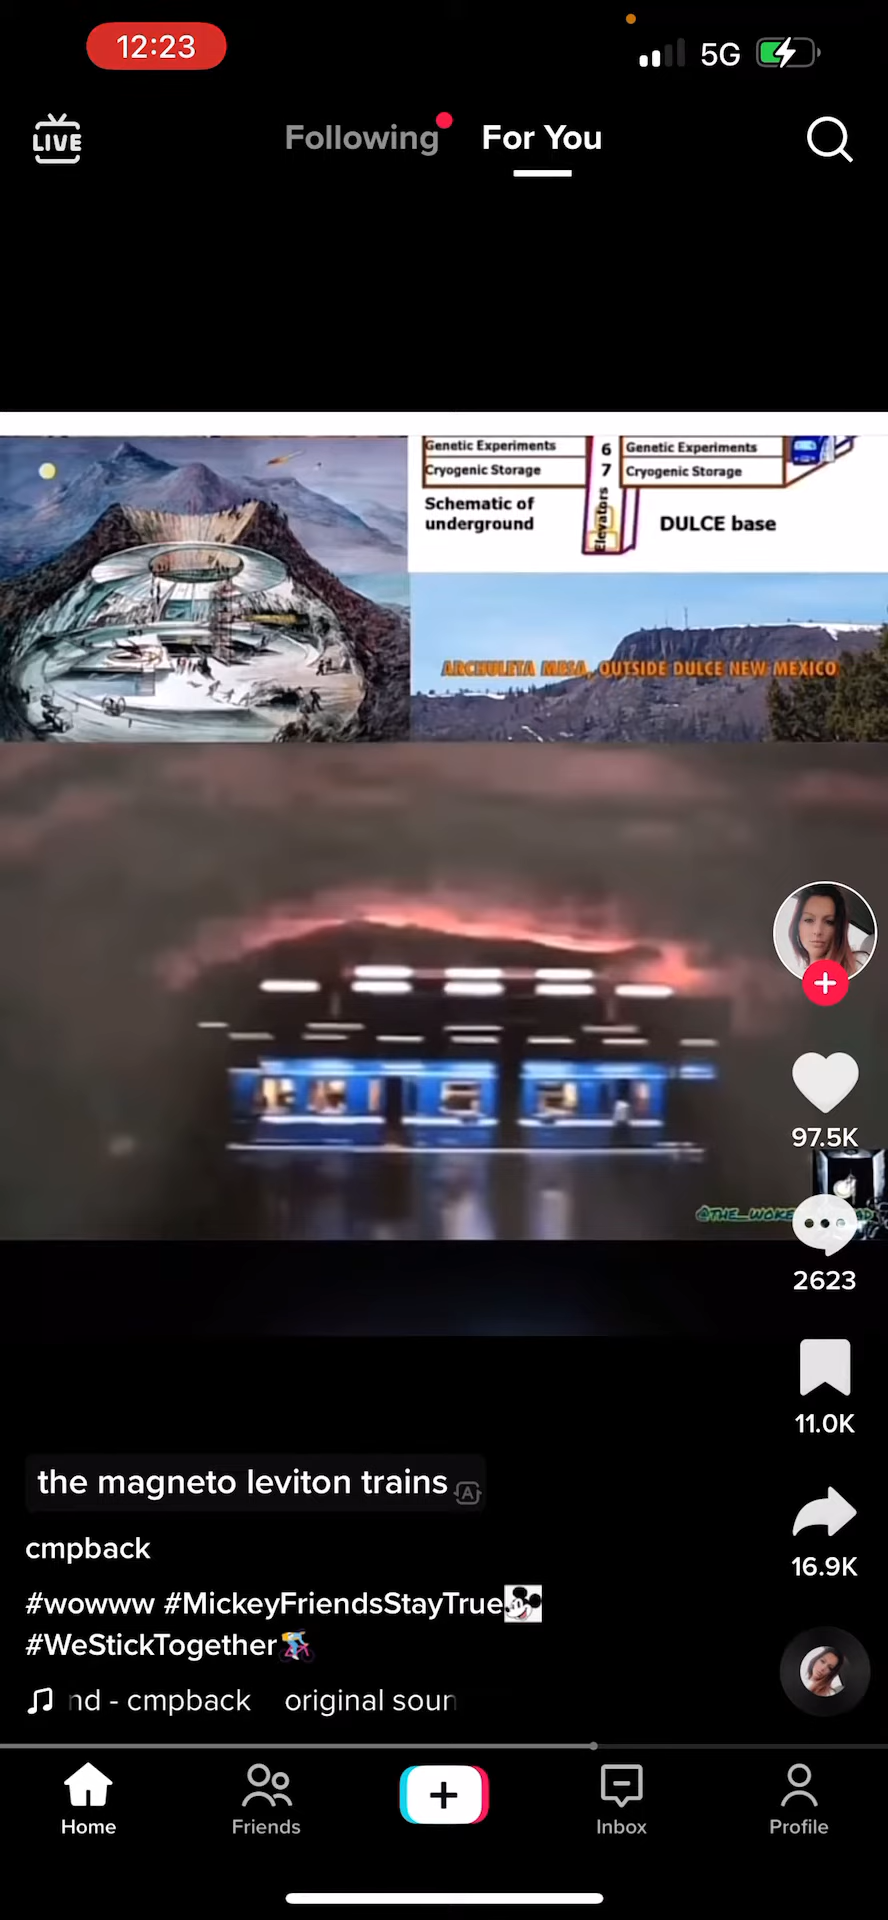 12:23
5G
LIVE
Following
For You
Genetic Experiments 6 Genetic Experiments
Cryogenic Storage 7 Cryogenic Storage
Elevators
Schematic of
underground
DULCE base
ARCHULETA MESA, OUTSIDE DULCE NEW MEXICO
97.5K
@THE_WOKE
2623
11.0K
the magneto leviton trains
A
16.9K
cmpback
#wowww #MickeyFriendsStayTrue
#WeStickTogether
nd - cmpback original soun
Home
Friends
Inbox
Profile